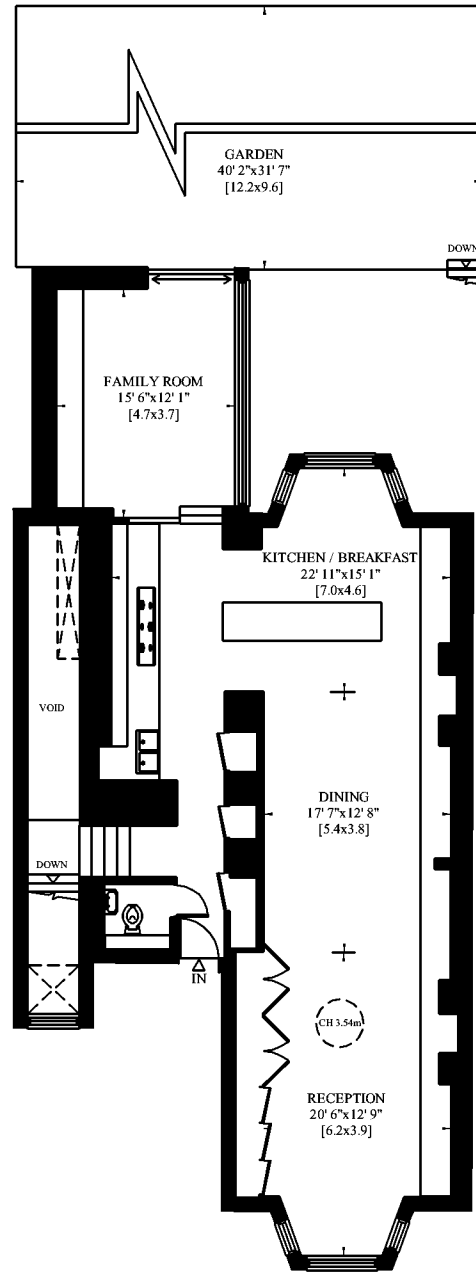 GARDEN
40' 2"x31' 7"
[12.2x9.6]
DOWN
FAMILY ROOM
15' 6"x12' 1"
[4.7x3.7]
KITCHEN / BREAKFAST
22' 11"x15' 1"
[7.0x4.6]
VOID
DINING
17' 7"x12' 8"
[5.4x3.8]
DOWN
IN
CH 3.54m
RECEPTION
20' 6"x12' 9"
[6.2x3.9]